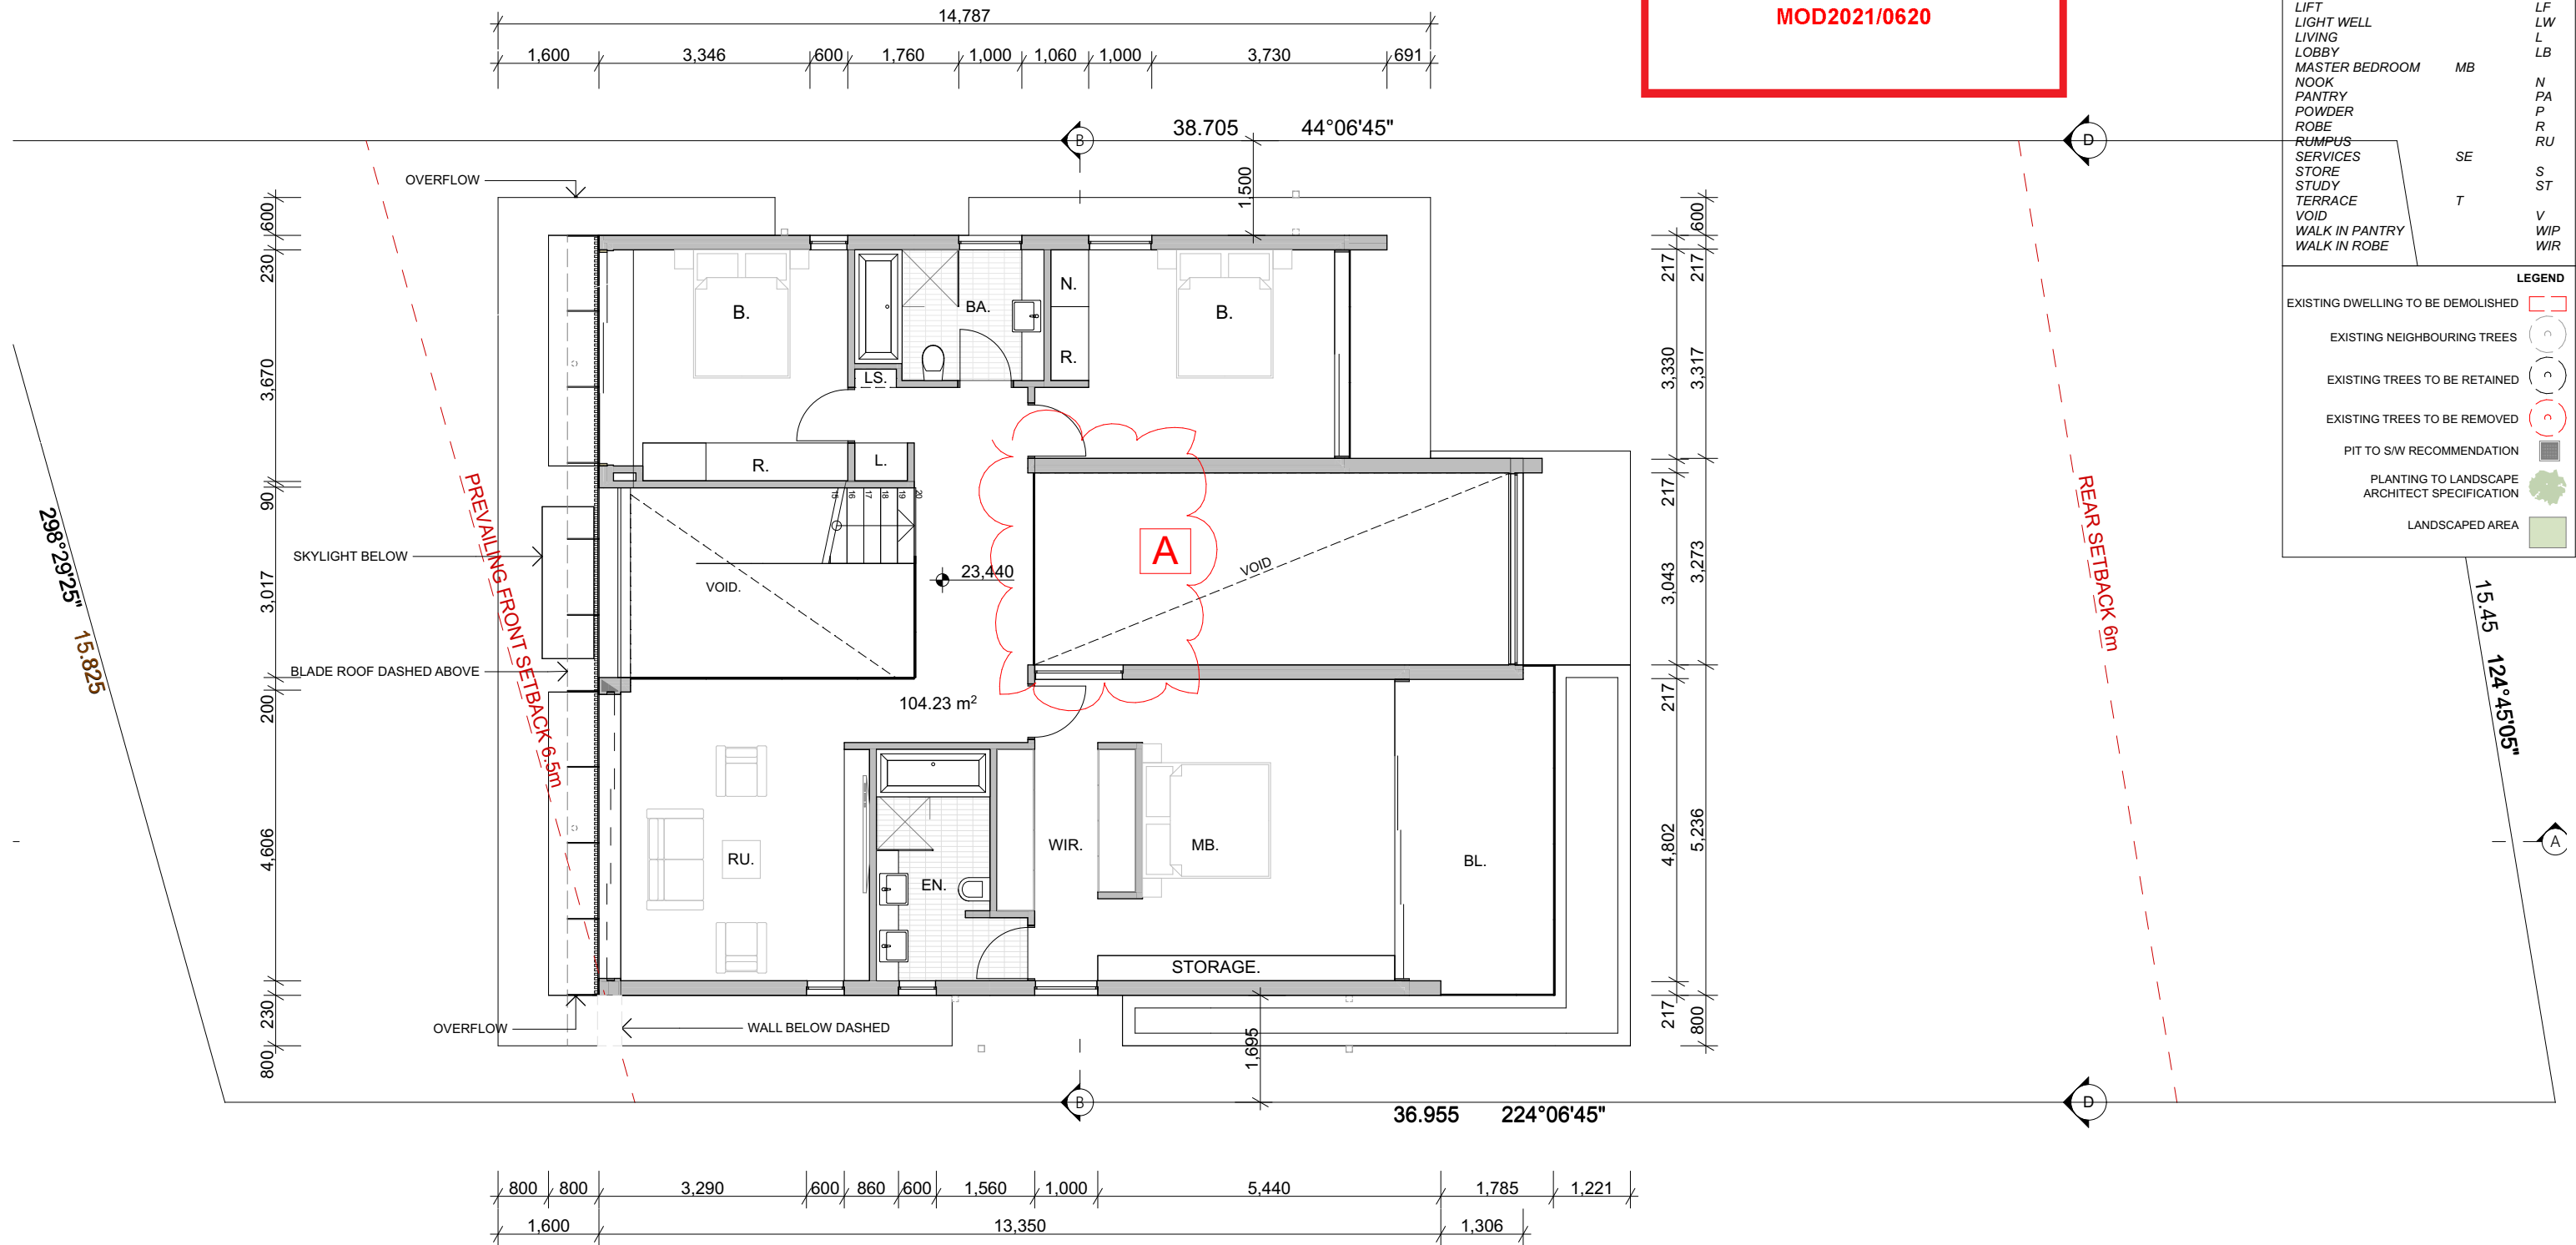 14,787
1,600 3,346 600 1,760 1,000 1,060 1,000 3,730 691
MOD2021/0620
LIFT LF
LIGHT WELL LW
LIVING L
LOBBY LB
MASTER BEDROOM MB
NOOK N
PANTRY PA
POWDER P
ROBE R
RUMPUS RU
SERVICES SE
STORE S
STUDY ST
TERRACE T
VOID V
WALK IN PANTRY WIP
WALK IN ROBE WIR
LEGEND
EXISTING DWELLING TO BE DEMOLISHED
EXISTING NEIGHBOURING TREES
EXISTING TREES TO BE RETAINED
EXISTING TREES TO BE REMOVED
PIT TO S/W RECOMMENDATION
PLANTING TO LANDSCAPE
ARCHITECT SPECIFICATION
LANDSCAPED AREA
B
38.705 44°06'45"
D
OVERFLOW
1,500
600
230
3,670
90
3,017
200
4,606
230
800
B.
BA.
N.
R.
B.
LS.
R.
L.
15 16 17 18 19 20
SKYLIGHT BELOW
VOID.
23,440
A
VOID
BLADE ROOF DASHED ABOVE
104.23 m²
RU.
EN.
WIR.
MB.
BL.
STORAGE.
OVERFLOW
WALL BELOW DASHED
1,695
217
3,330
217
3,043
217
4,802
217
600
217
3,317
3,273
5,236
800
PREVAILING FRONT SETBACK 6.5m
REAR SETBACK 6m
298°29'25" 15.825
15.45 124°45'05"
A
B
36.955 224°06'45"
D
800 800 3,290 600 860 600 1,560 1,000 5,440 1,785 1,221
1,600 13,350 1,306